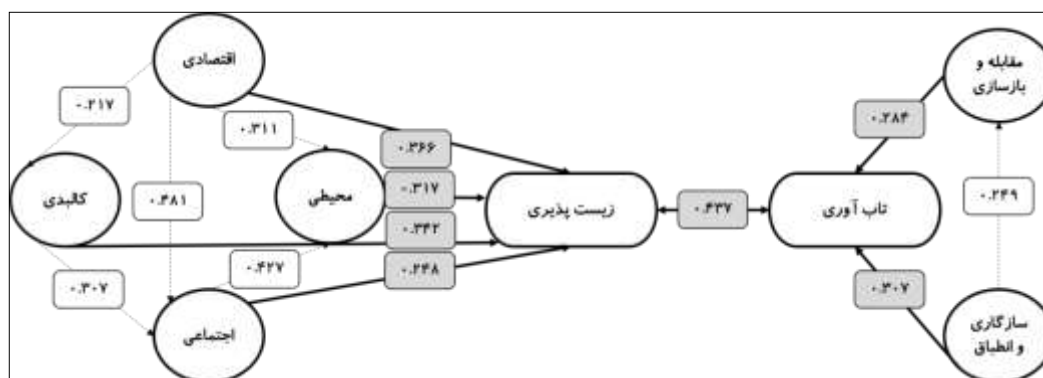 اقتصادی
مقابله و
بازسازی
۰.۲۱۷
۰.۳۱۱
۰.۲۸۴
۰.۳۶۶
کالبدی
۰.۴۸۱
محیطی
۰.۳۱۷
زیست پذیری
۰.۴۳۷
تاب آوری
۰.۲۴۹
۰.۳۴۲
۰.۳۰۷
۰.۴۲۷
۰.۲۴۸
۰.۳۰۷
اجتماعی
سازگاری
و انطباق